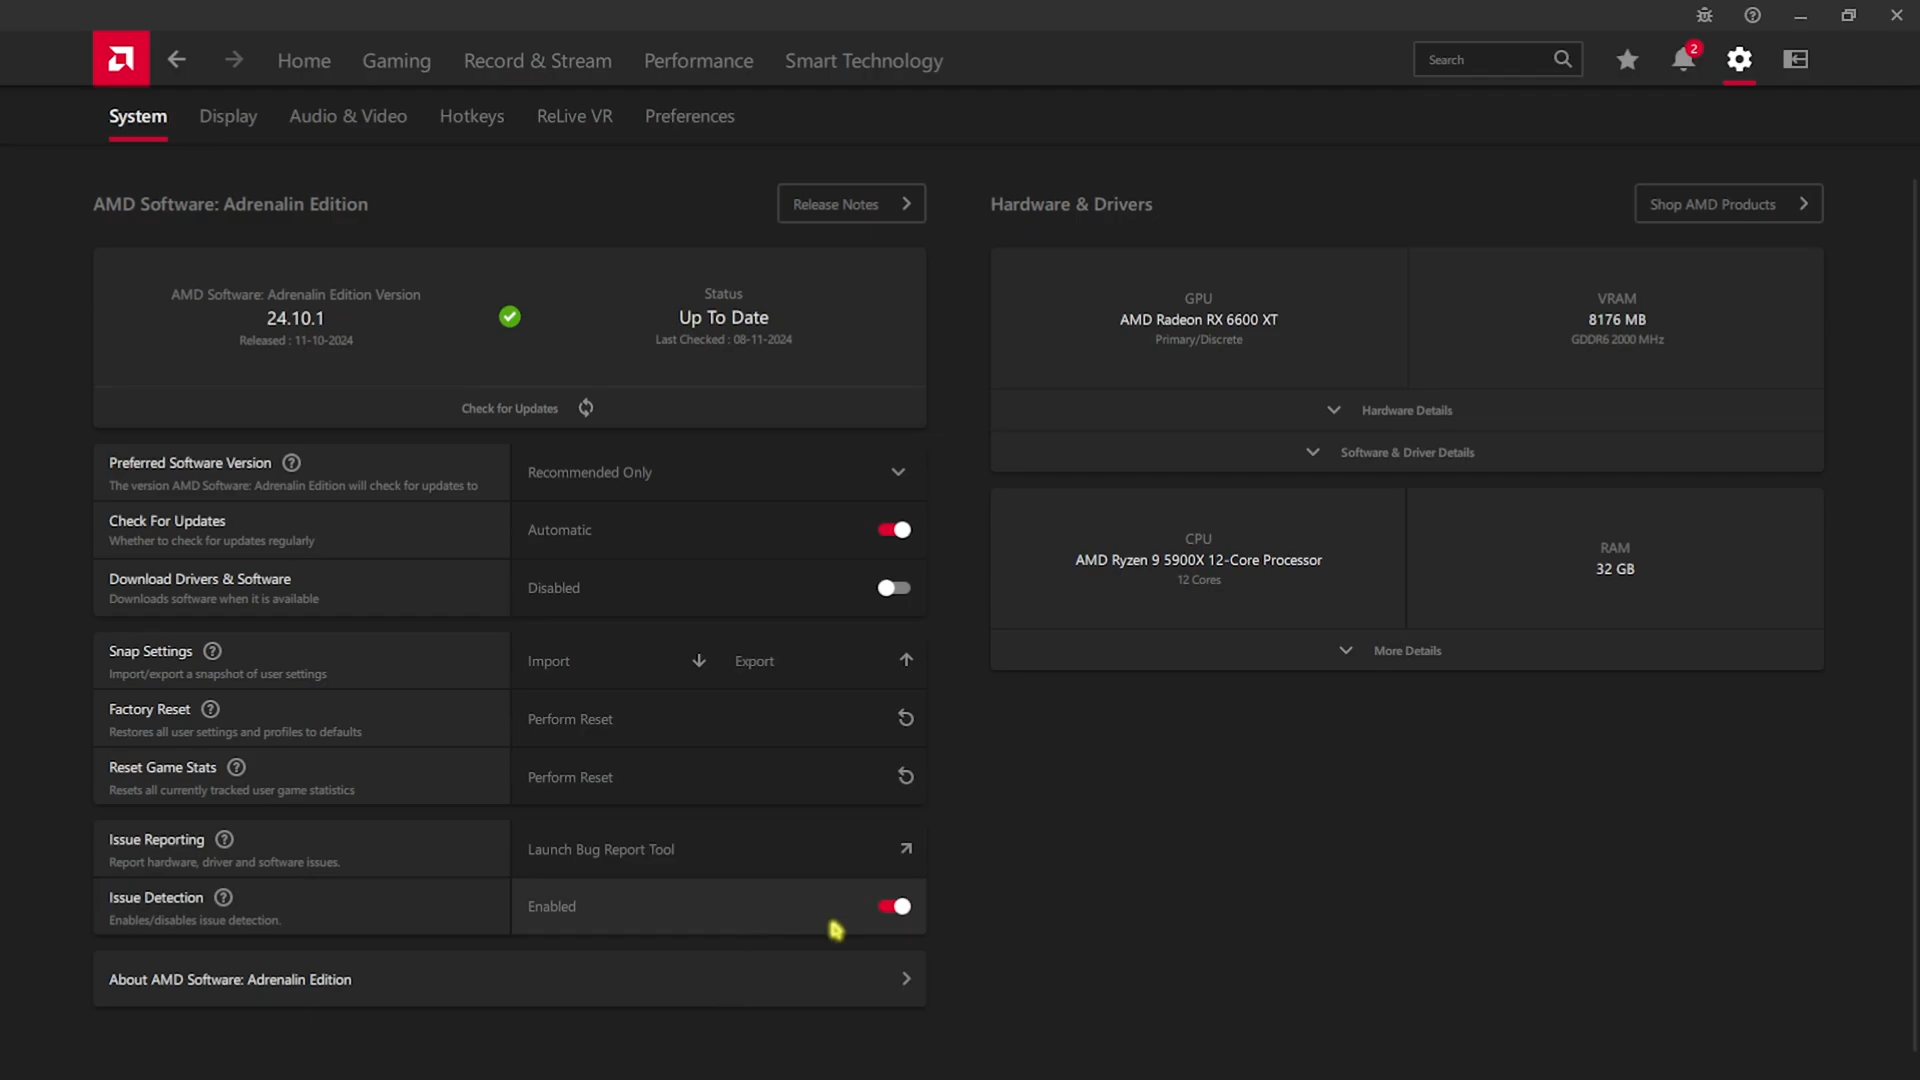 Home
Gaming
Record & Stream
Performance
Smart Technology
Search
2
System
Display
Audio & Video
Hotkeys
ReLive VR
Preferences
AMD Software: Adrenalin Edition
Release Notes
AMD Software: Adrenalin Edition Version
24.10.1
Released : 11-10-2024
Status
Up To Date
Last Checked : 08-11-2024
Check for Updates
Preferred Software Version
The version AMD Software: Adrenalin Edition will check for updates to
Recommended Only
Check For Updates
Whether to check for updates regularly
Automatic
Download Drivers & Software
Downloads software when it is available
Disabled
Snap Settings
Import/export a snapshot of user settings
Import
Export
Factory Reset
Restores all user settings and profiles to defaults
Perform Reset
Reset Game Stats
Resets all currently tracked user game statistics
Perform Reset
Issue Reporting
Report hardware, driver and software issues.
Launch Bug Report Tool
Issue Detection
Enables/disables issue detection.
Enabled
About AMD Software: Adrenalin Edition
Hardware & Drivers
Shop AMD Products
GPU
AMD Radeon RX 6600 XT
Primary/Discrete
VRAM
8176 MB
GDDR6 2000 MHz
Hardware Details
Software & Driver Details
CPU
AMD Ryzen 9 5900X 12-Core Processor
12 Cores
RAM
32 GB
More Details